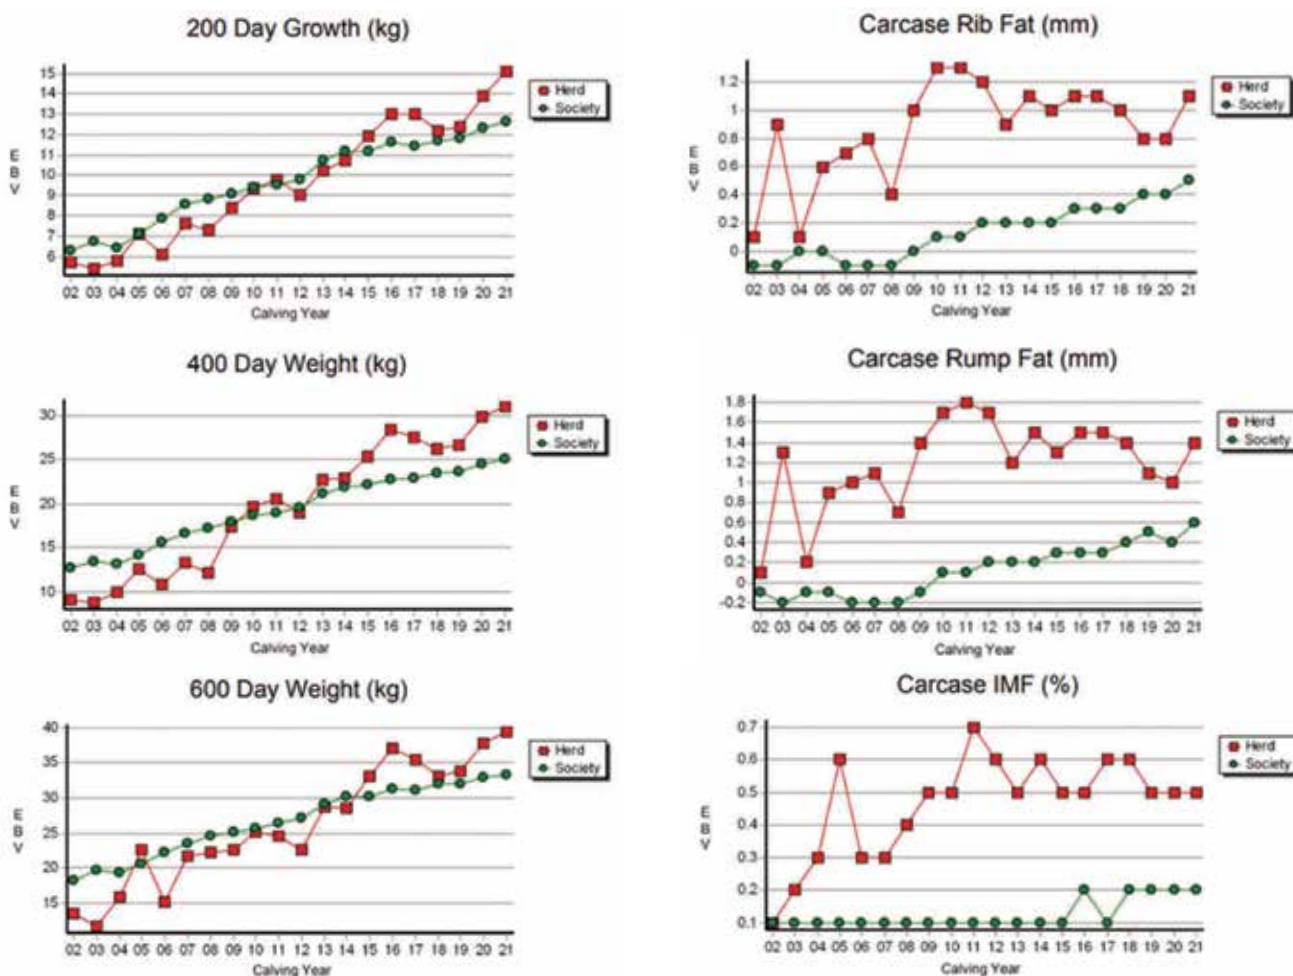 200 Day Growth (kg)
15
14
13
12
11
10
9
8
7
6
E
B
V
02 03 04 05 06 07 08 09 10 11 12 13 14 15 16 17 18 19 20 21
Calving Year
Herd
Society
Carcase Rib Fat (mm)
1.2
1
0.8
0.6
0.4
0.2
0
E
B
V
02 03 04 05 06 07 08 09 10 11 12 13 14 15 16 17 18 19 20 21
Calving Year
Herd
Society
400 Day Weight (kg)
30
25
20
15
10
E
B
V
02 03 04 05 06 07 08 09 10 11 12 13 14 15 16 17 18 19 20 21
Calving Year
Herd
Society
Carcase Rump Fat (mm)
1.8
1.6
1.4
1.2
1
0.8
0.6
0.4
0.2
0
-0.2
E
B
V
02 03 04 05 06 07 08 09 10 11 12 13 14 15 16 17 18 19 20 21
Calving Year
Herd
Society
600 Day Weight (kg)
40
35
30
25
20
15
E
B
V
02 03 04 05 06 07 08 09 10 11 12 13 14 15 16 17 18 19 20 21
Calving Year
Herd
Society
Carcase IMF (%)
0.7
0.6
0.5
0.4
0.3
0.2
0.1
E
B
V
02 03 04 05 06 07 08 09 10 11 12 13 14 15 16 17 18 19 20 21
Calving Year
Herd
Society